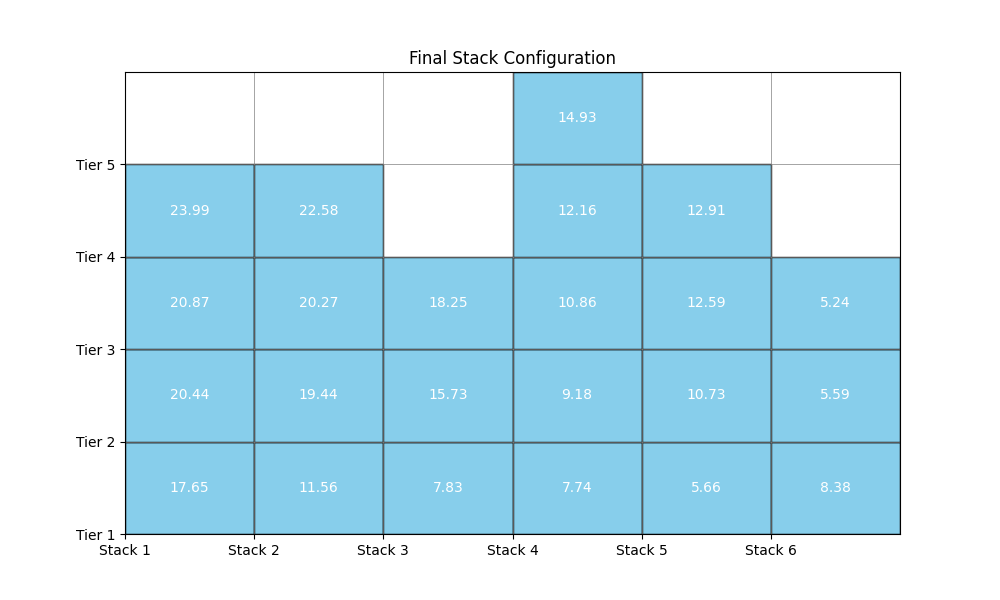 Final Stack Configuration
14.93
Tier 5
23.99 22.58 12.16 12.91
Tier 4
20.87 20.27 18.25 10.86 12.59 5.24
Tier 3
20.44 19.44 15.73 9.18 10.73 5.59
Tier 2
17.65 11.56 7.83 7.74 5.66 8.38
Tier 1
Stack 1 Stack 2 Stack 3 Stack 4 Stack 5 Stack 6